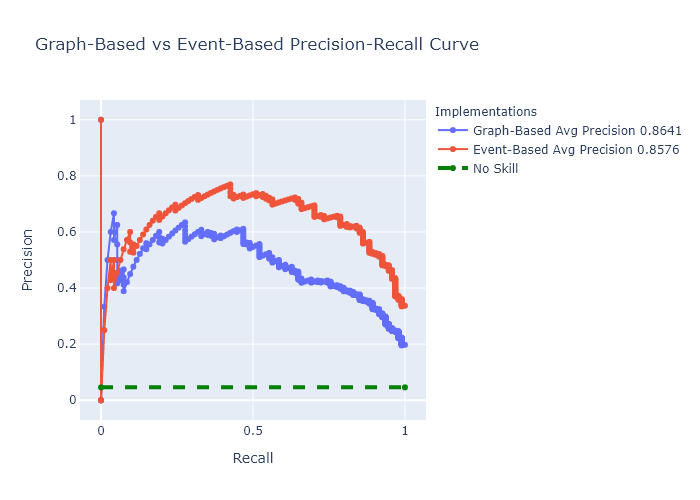 Graph-Based vs Event-Based Precision-Recall Curve
Implementations
Graph-Based Avg Precision 0.8641
Event-Based Avg Precision 0.8576
No Skill
Precision
1
0.8
0.6
0.4
0.2
0
0
0.5
1
Recall